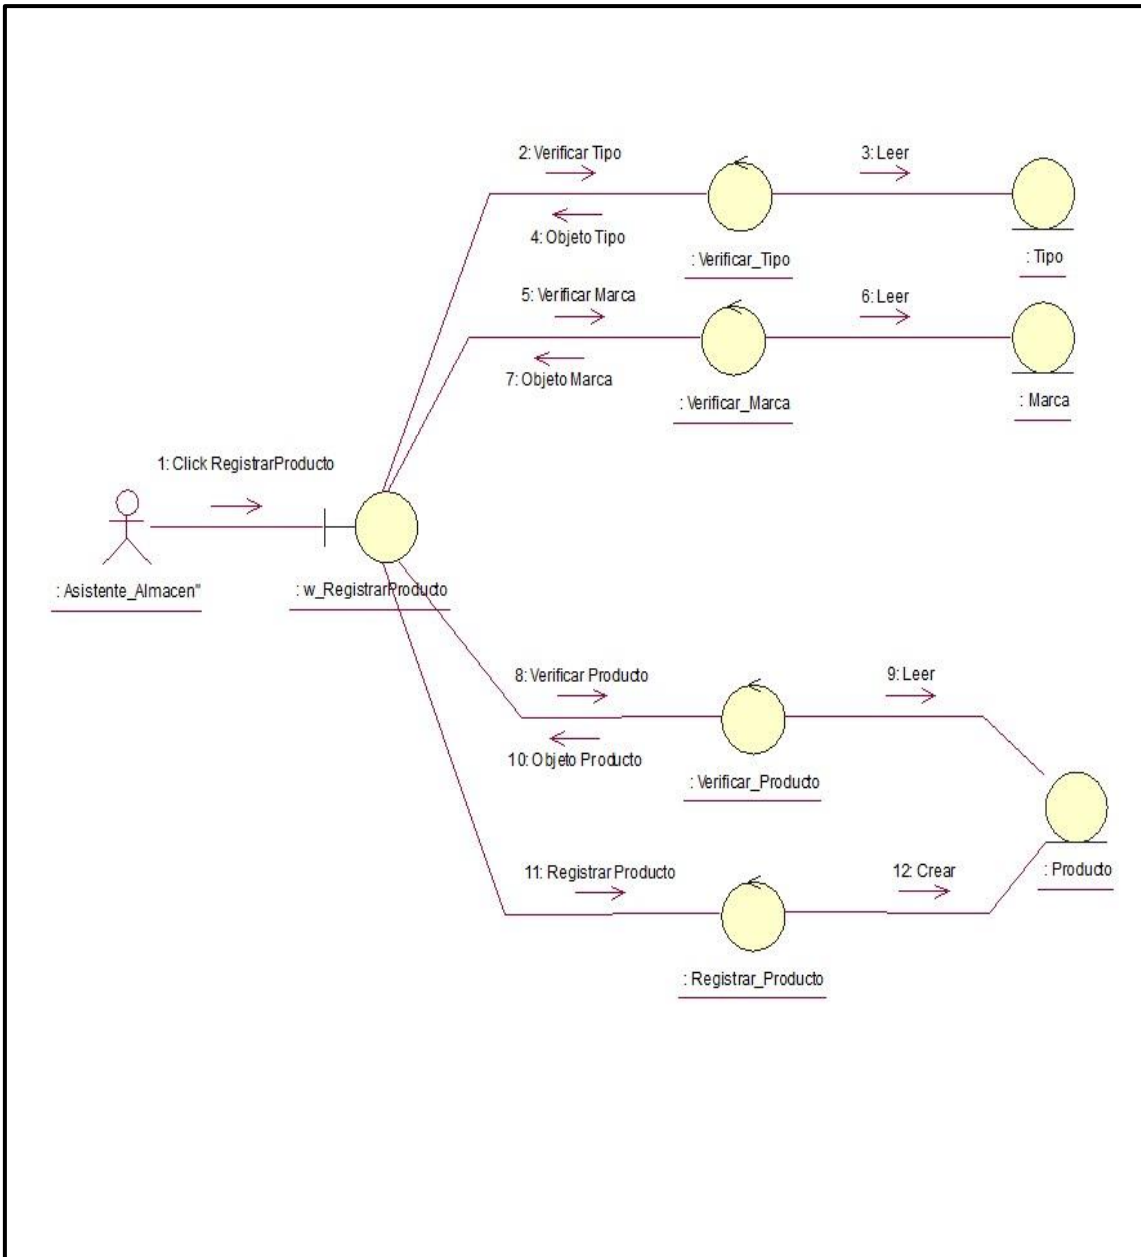 2: Verificar Tipo
3: Leer
4: Objeto Tipo
: Verificar_Tipo
: Tipo
5: Verificar Marca
6: Leer
7: Objeto Marca
: Verificar_Marca
: Marca
1: Click RegistrarProducto
: Asistente_Almacen"
: w_RegistrarProducto
8: Verificar Producto
9: Leer
10: Objeto Producto
: Verificar_Producto
11: Registrar Producto
12: Crear
: Producto
: Registrar_Producto